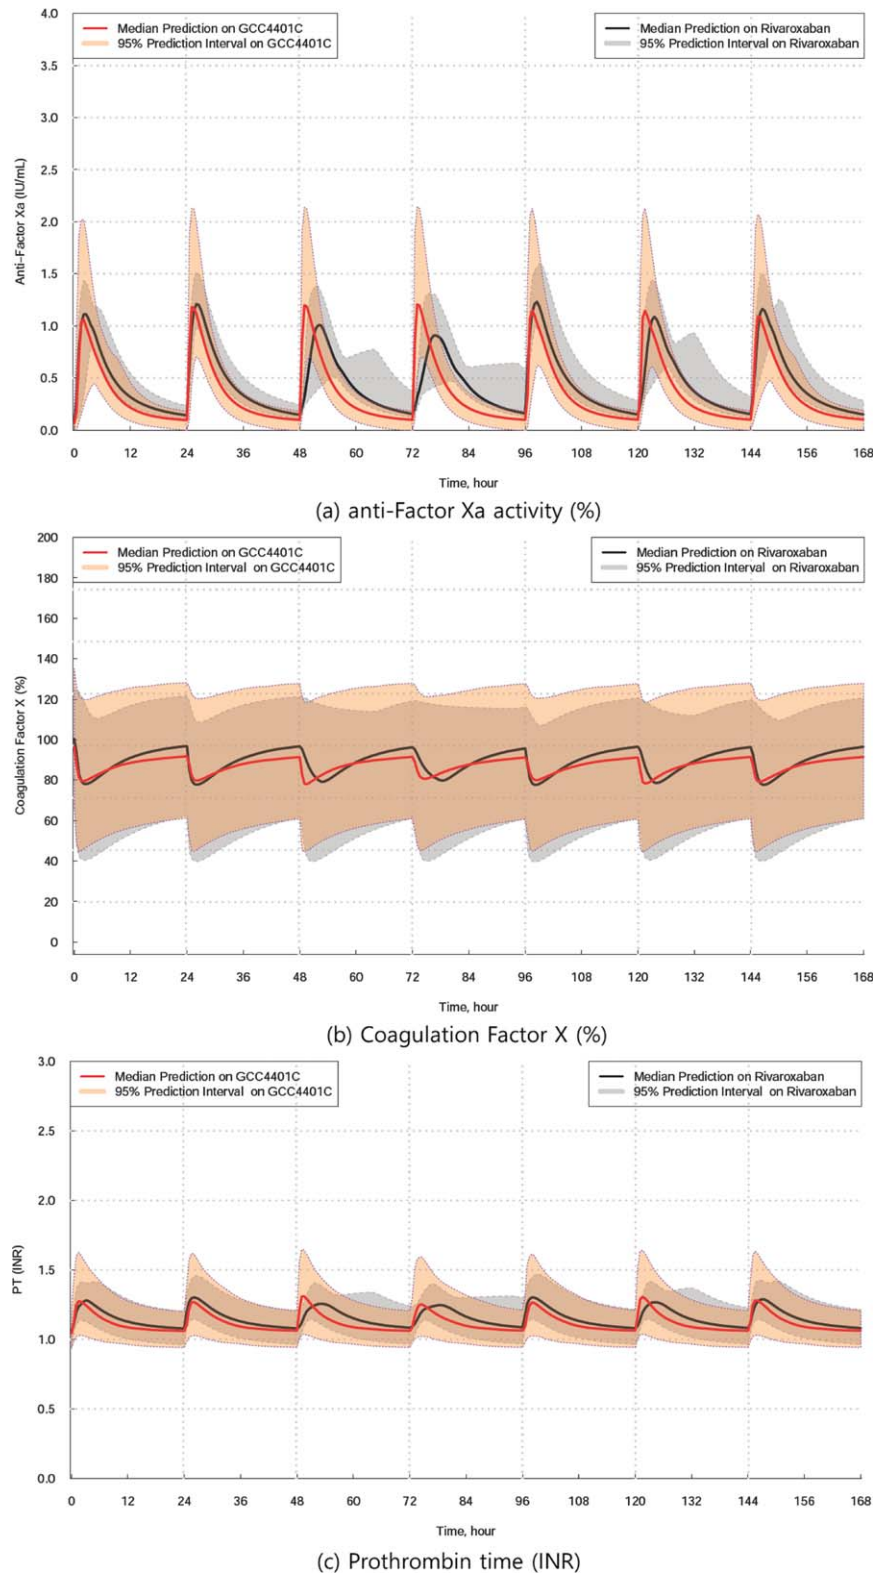 4.0
Median Prediction on GCC4401C
95% Prediction Interval on GCC4401C
Median Prediction on Rivaroxaban
95% Prediction Interval on Rivaroxaban
3.5
3.0
2.5
2.0
1.5
1.0
0.5
0.0
Anti-Factor Xa (IU/mL)
0 12 24 36 48 60 72 84 96 108 120 132 144 156 168
Time, hour
(a) anti-Factor Xa activity (%)
200
Median Prediction on GCC4401C
95% Prediction Interval on GCC4401C
Median Prediction on Rivaroxaban
95% Prediction Interval on Rivaroxaban
180
160
140
120
100
80
60
40
20
0
Coagulation Factor X (%)
0 12 24 36 48 60 72 84 96 108 120 132 144 156 168
Time, hour
(b) Coagulation Factor X (%)
3.0
Median Prediction on GCC4401C
95% Prediction Interval on GCC4401C
Median Prediction on Rivaroxaban
95% Prediction Interval on Rivaroxaban
2.5
2.0
1.5
1.0
0.5
0.0
PT (INR)
0 12 24 36 48 60 72 84 96 108 120 132 144 156 168
Time, hour
(c) Prothrombin time (INR)